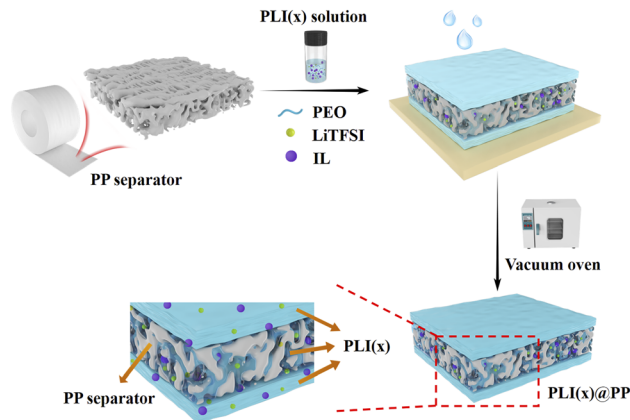 PLI(x) solution
PEO
LiTFSI
IL
PP separator
Vacuum oven
PLI(x)
PP separator
PLI(x)@PP